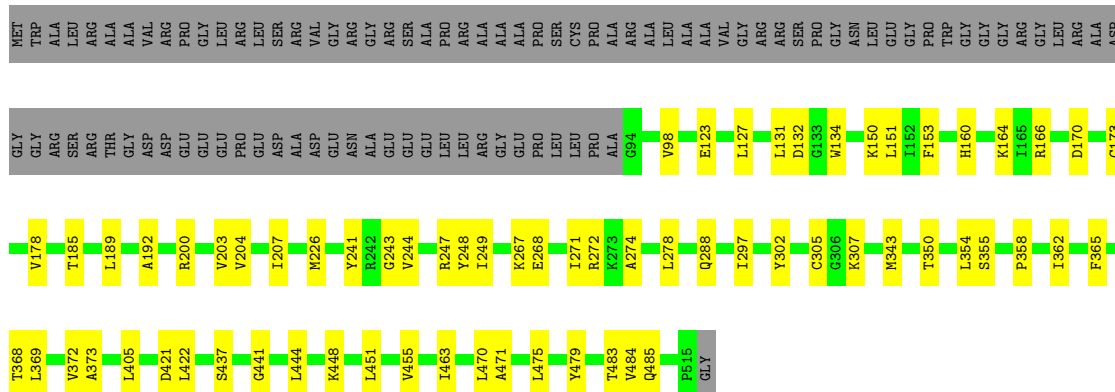 MET TRP ALA LEU ARG ALA ALA VAL ARG PRO GLY LEU ARG LEU SER ARG VAL GLY ARG GLY ARG SER ALA PRO ARG ALA ALA ALA PRO SER CYS PRO ALA ARG ALA LEU ALA ALA VAL GLY ARG ARG SER PRO GLY ASN LEU GLU GLY PRO TRP GLY GLY GLY ARG GLY LEU ARG ALA ASP
GLY GLY ARG SER ARG THR GLY ASP ASP GLU GLU GLU PRO GLU ASP ALA ASP GLU ASN ALA GLU GLU GLU LEU LEU ARG GLY GLU PRO LEU LEU PRO ALA G94 V98 E123 L127 L131 D132 G133 W134 K150 L151 I152 F153 H160 K164 I165 R166 D170 C173
V178 T185 L189 A192 R200 V203 V204 I207 M226 Y241 R242 G243 V244 R247 Y248 I249 K267 E268 I271 R272 K273 A274 L278 Q288 I297 Y302 C305 G306 K307 M343 T350 L354 S355 P358 I362 F365
T368 L369 V372 A373 L405 D421 L422 S437 G441 L444 K448 L451 V455 I463 L470 A471 L475 Y479 T483 V484 Q485 P515 GLY